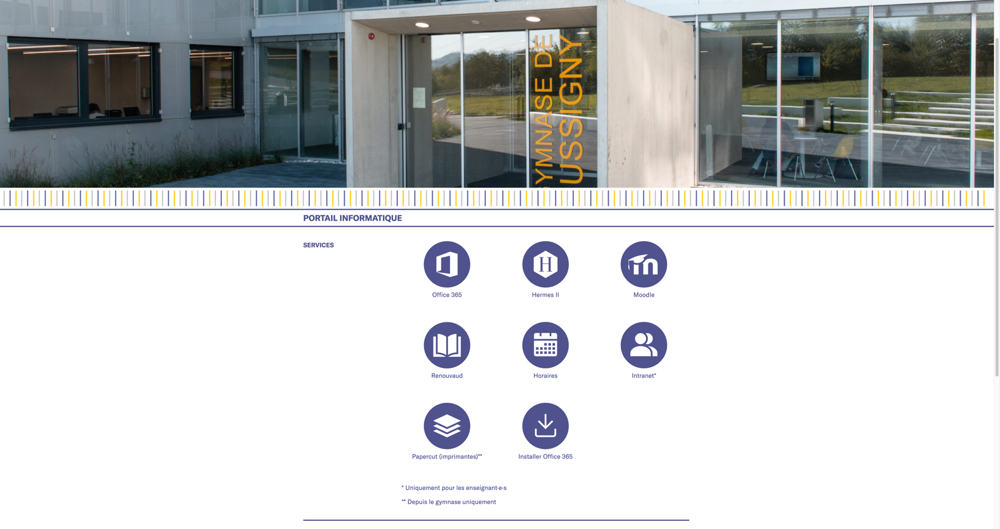 YMNASE DE
USSIGNY
PORTAIL INFORMATIQUE
SERVICES
Office 365
Hermes II
Moodle
Renouvaud
Horaires
Intranet*
Papercut (imprimantes)**
Installer Office 365
* Uniquement pour les enseignant·e·s
** Depuis le gymnase uniquement